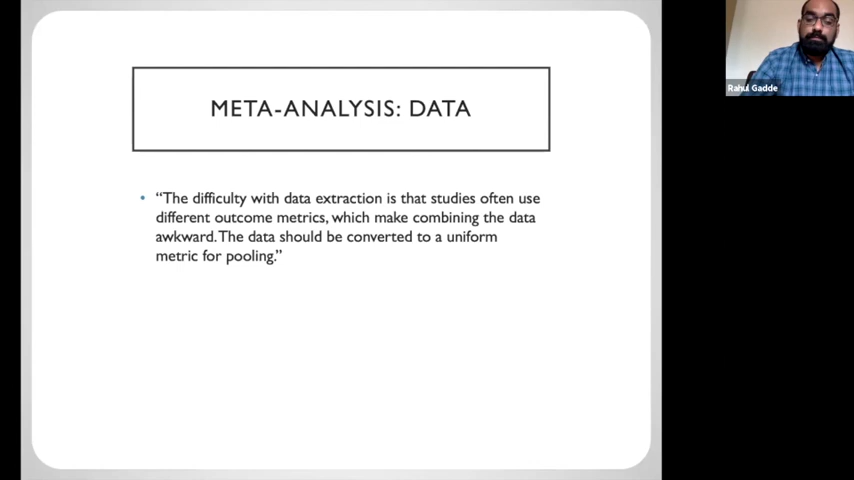 META-ANALYSIS: DATA
• “The difficulty with data extraction is that studies often use
different outcome metrics, which make combining the data
awkward. The data should be converted to a uniform
metric for pooling.”
Rahul Gadde